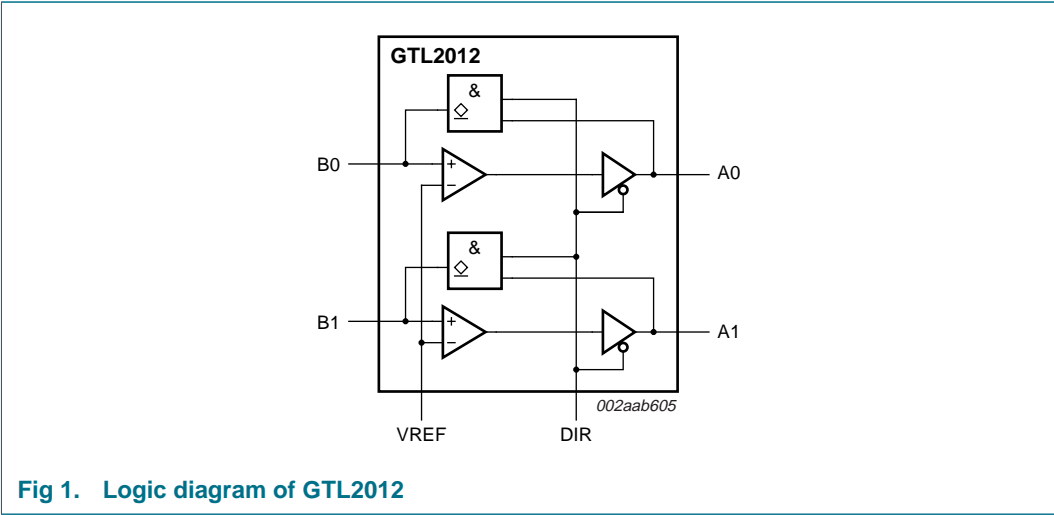 GTL2012
&
B0
+
−
A0
&
B1
+
−
A1
002aab605
VREF
DIR
Fig 1. Logic diagram of GTL2012